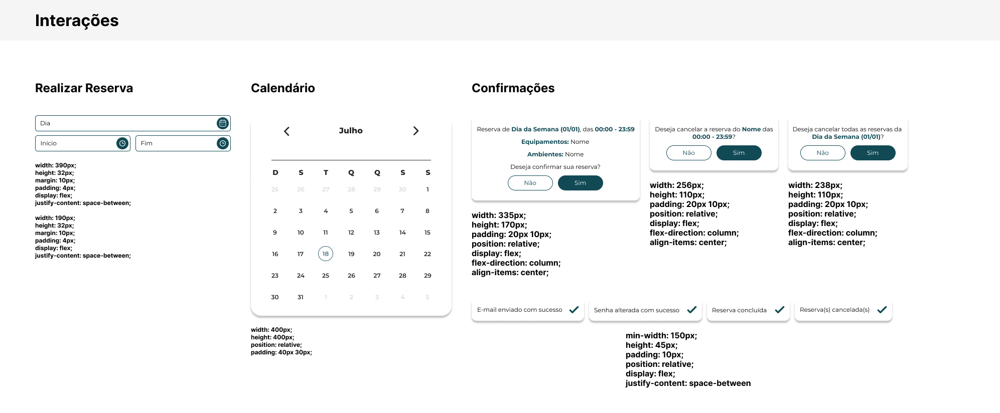 Interações
Realizar Reserva
Dia
Início
Fim
width: 390px;
height: 32px;
margin: 10px;
padding: 4px;
display: flex;
justify-content: space-between;
width: 190px;
height: 32px;
margin: 10px;
padding: 4px;
display: flex;
justify-content: space-between;
Calendário
Julho
D S T Q Q S S
25 26 27 28 29 30 1
2 3 4 5 6 7 8
9 10 11 12 13 14 15
16 17 18 19 20 21 22
23 24 25 26 27 28 29
30 31 1 2 3 4 5
width: 400px;
height: 400px;
position: relative;
padding: 40px 30px;
Confirmações
Reserva de Dia da Semana (01/01), das 00:00 - 23:59
Equipamentos: Nome
Ambientes: Nome
Deseja confirmar sua reserva?
Não
Sim
width: 335px;
height: 170px;
padding: 20px 10px;
position: relative;
display: flex;
flex-direction: column;
align-items: center;
Deseja cancelar a reserva do Nome das
00:00 - 23:59?
Não
Sim
width: 256px;
height: 110px;
padding: 20px 10px;
position: relative;
display: flex;
flex-direction: column;
align-items: center;
Deseja cancelar todas as reservas da
Dia da Semana (01/01)?
Não
Sim
width: 238px;
height: 110px;
padding: 20px 10px;
position: relative;
display: flex;
flex-direction: column;
align-items: center;
E-mail enviado com sucesso
Senha alterada com sucesso
Reserva concluída
Reserva(s) cancelada(s)
min-width: 150px;
height: 45px;
padding: 10px;
position: relative;
display: flex;
justify-content: space-between